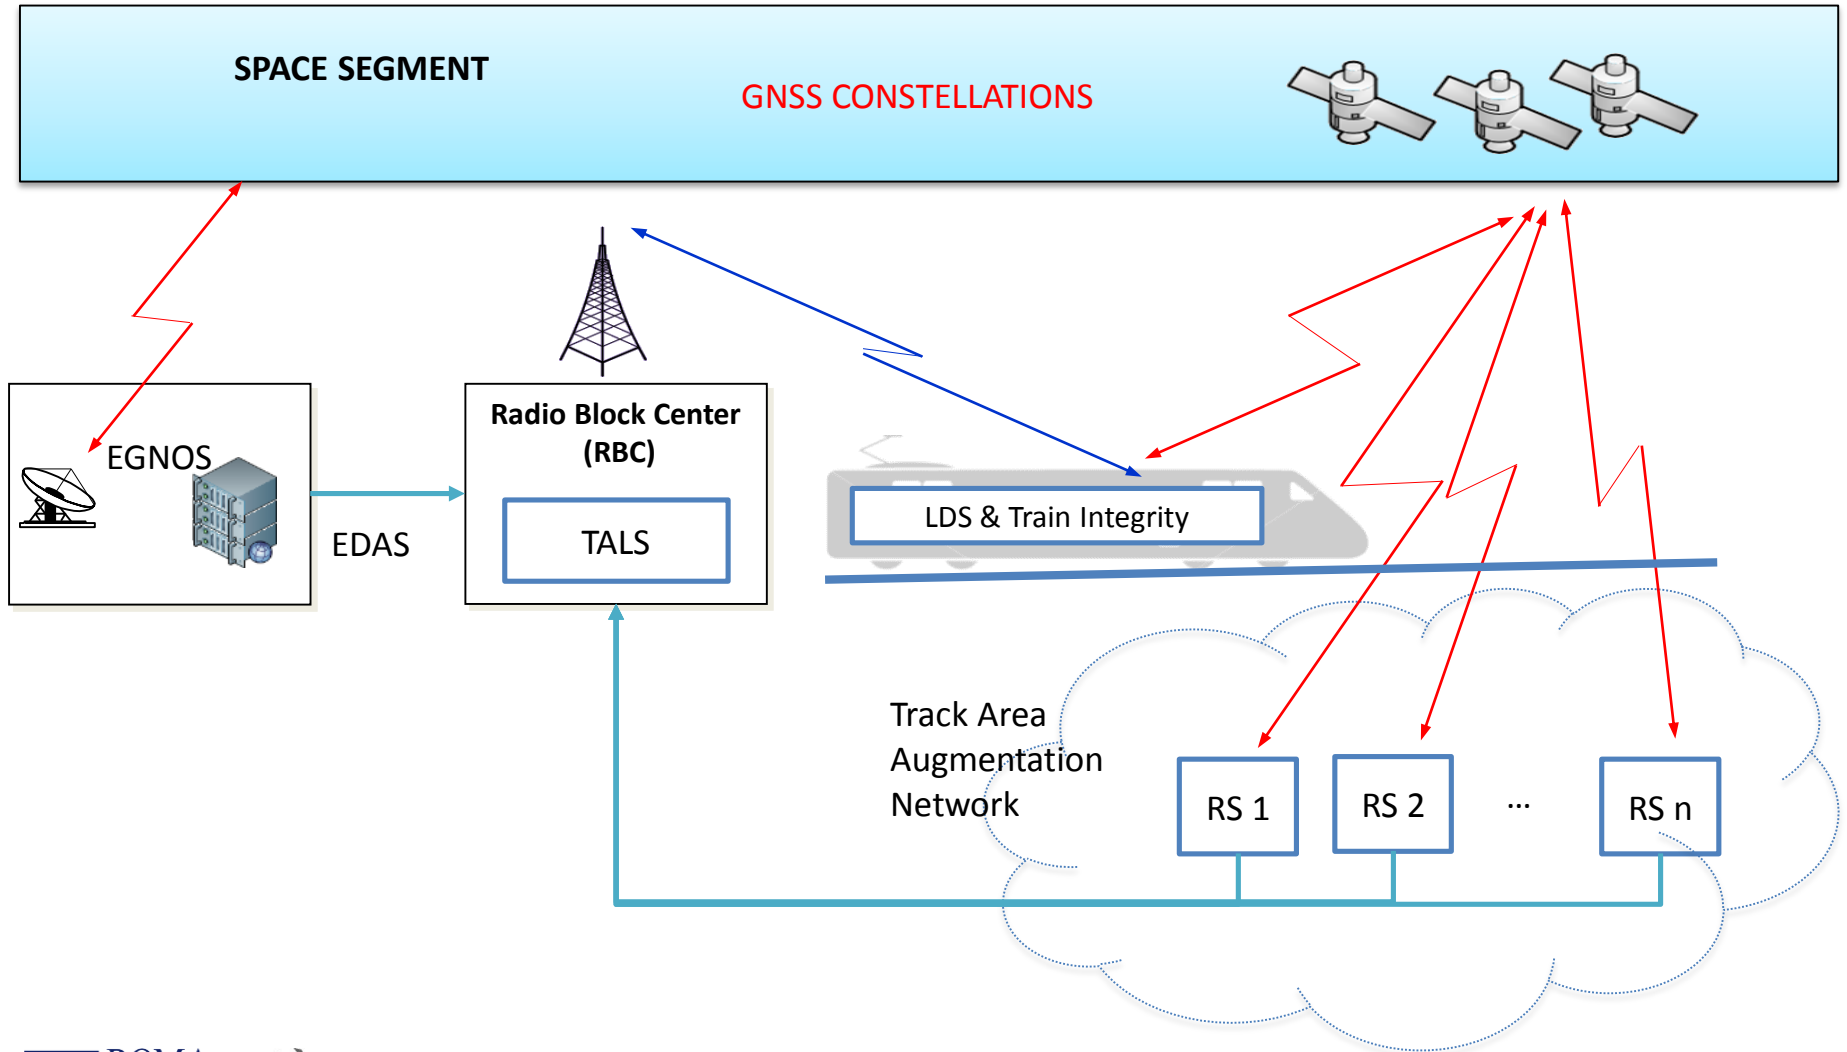 SPACE SEGMENT
GNSS CONSTELLATIONS
EGNOS
EDAS
Radio Block Center
(RBC)
TALS
LDS & Train Integrity
Track Area
Augmentation
Network
RS 1
RS 2
...
RS n